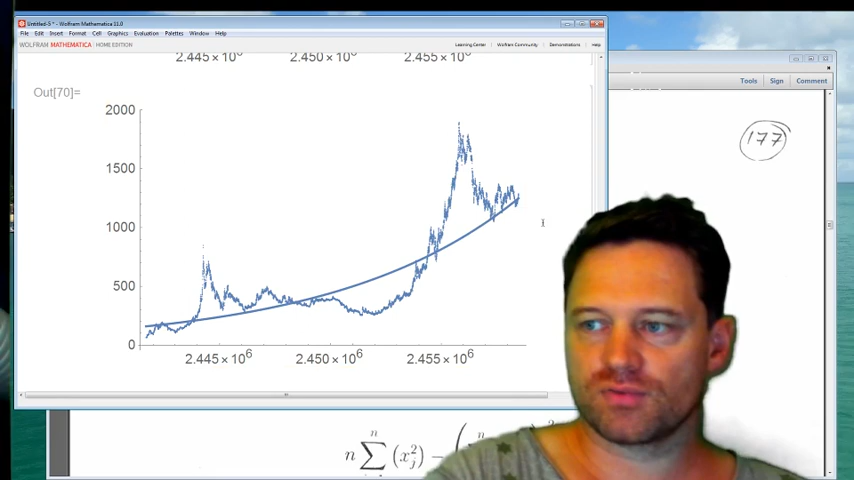 Untitled-5 * - Wolfram Mathematica 11.0
File Edit Insert Format Cell Graphics Evaluation Palettes Window Help
WOLFRAM MATHEMATICA | HOME EDITION
Learning Center | Wolfram Community | Demonstrations | Help
2.445×10⁶ 2.450×10⁶ 2.455×10⁶
Out[70]=
2000
1500
1000
500
0
2.445×10⁶ 2.450×10⁶ 2.455×10⁶
Tools Sign Comment
177
n ∑ (x_j^2) − (
n